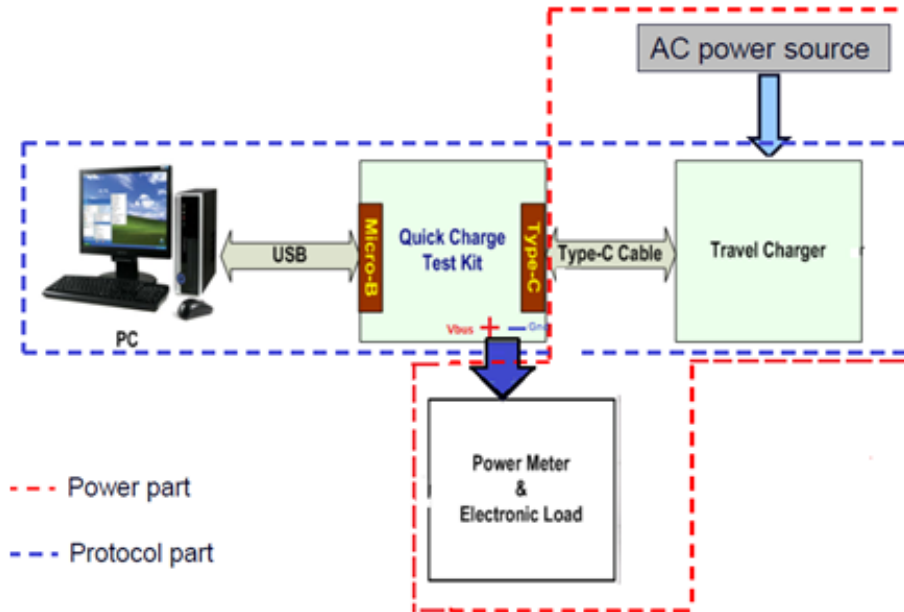 AC power source
Micro-B
Quick Charge
Test Kit
Type-C
USB
Type-C Cable
Travel Charger
PC
Vbus
Gnd
Power Meter
&
Electronic Load
Power part
Protocol part